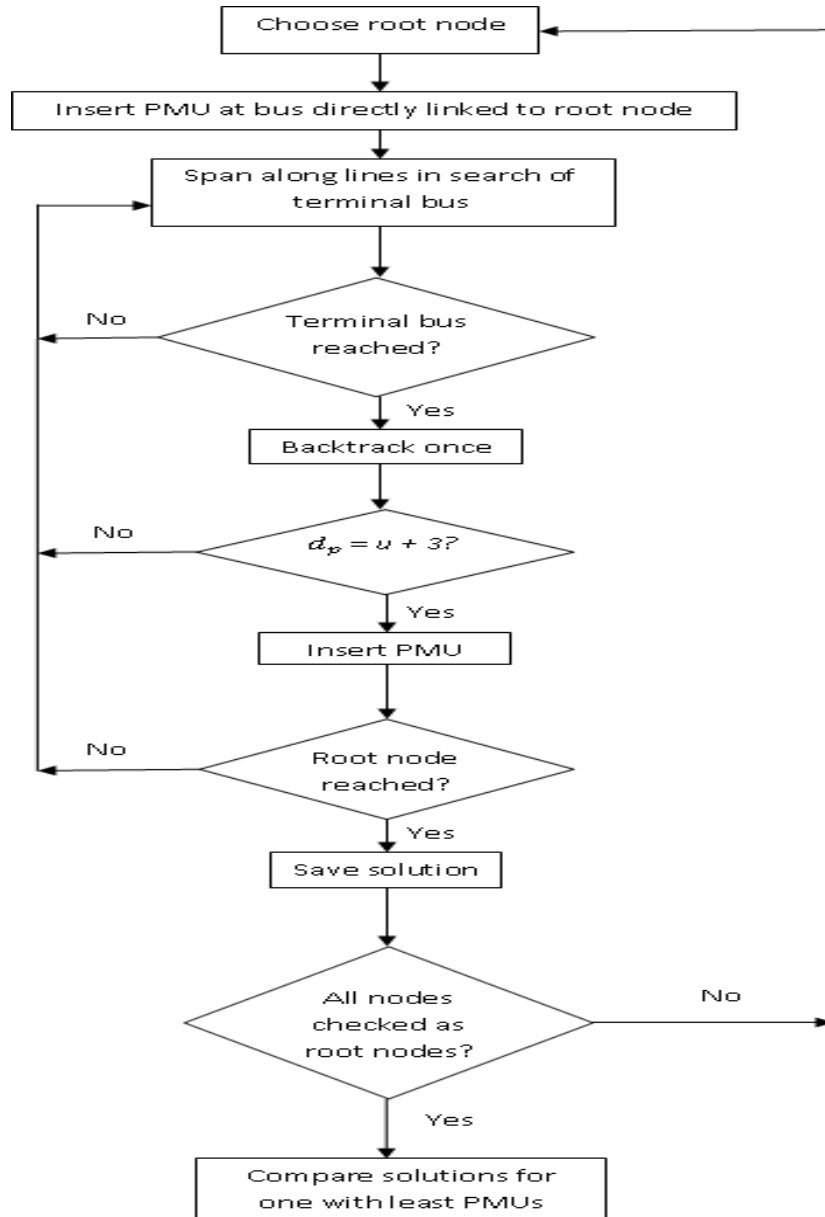 Choose root node
Insert PMU at bus directly linked to root node
Span along lines in search of
terminal bus
No
Terminal bus
reached?
Yes
Backtrack once
No
dₚ = u + 3?
Yes
Insert PMU
No
Root node
reached?
Yes
Save solution
All nodes
checked as
root nodes?
No
Yes
Compare solutions for
one with least PMUs